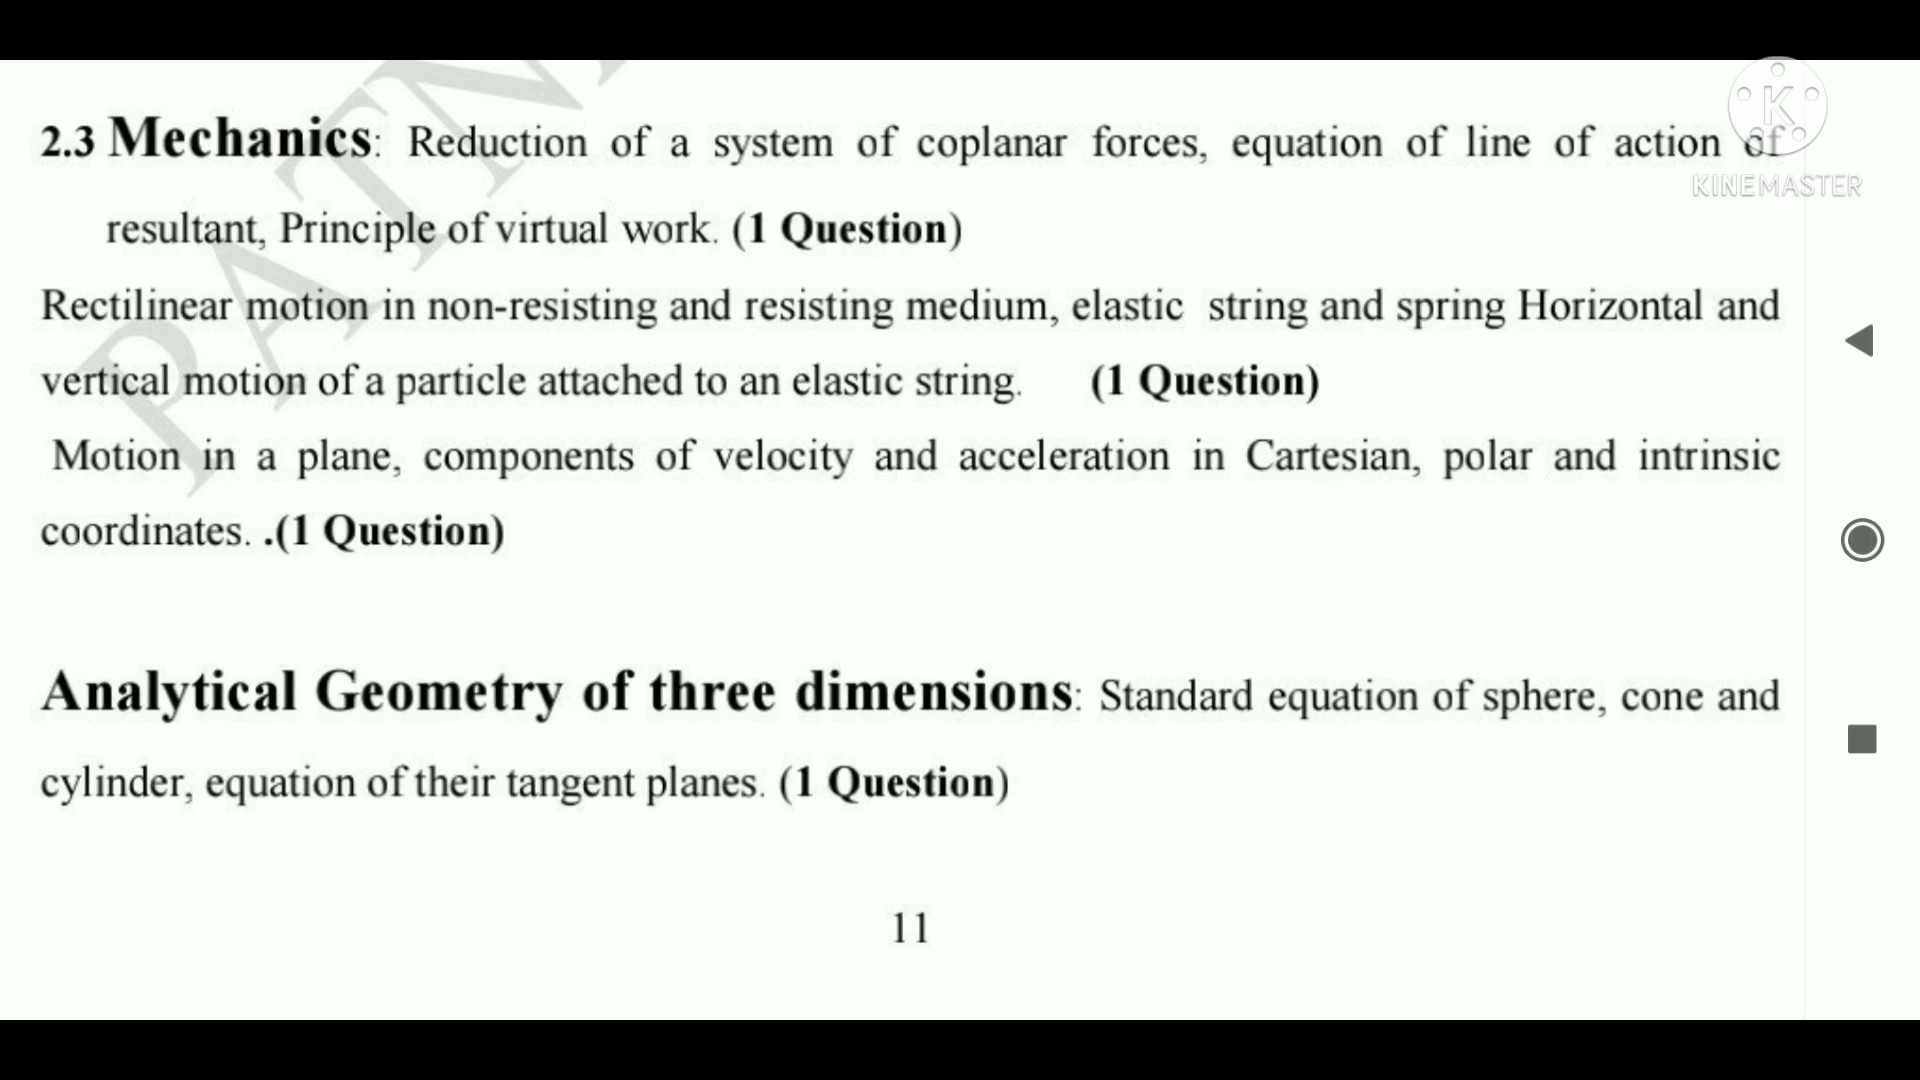 PATN
2.3 Mechanics: Reduction of a system of coplanar forces, equation of line of action of
resultant, Principle of virtual work. (1 Question)
Rectilinear motion in non-resisting and resisting medium, elastic string and spring Horizontal and
vertical motion of a particle attached to an elastic string. (1 Question)
Motion in a plane, components of velocity and acceleration in Cartesian, polar and intrinsic
coordinates. .(1 Question)
Analytical Geometry of three dimensions: Standard equation of sphere, cone and
cylinder, equation of their tangent planes. (1 Question)
11
K
KINEMASTER